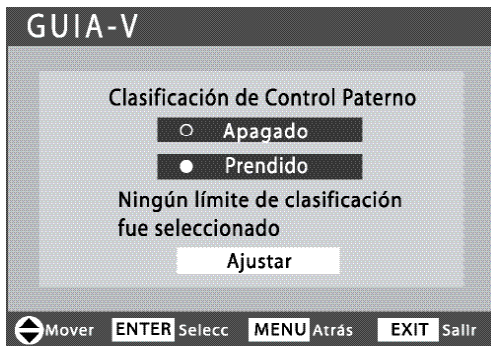 GUIA-V
Clasificación de Control Paterno
Apagado
Prendido
Ningún límite de clasificación
fue seleccionado
Ajustar
Mover ENTER Selecc MENU Atrás EXIT Sallr